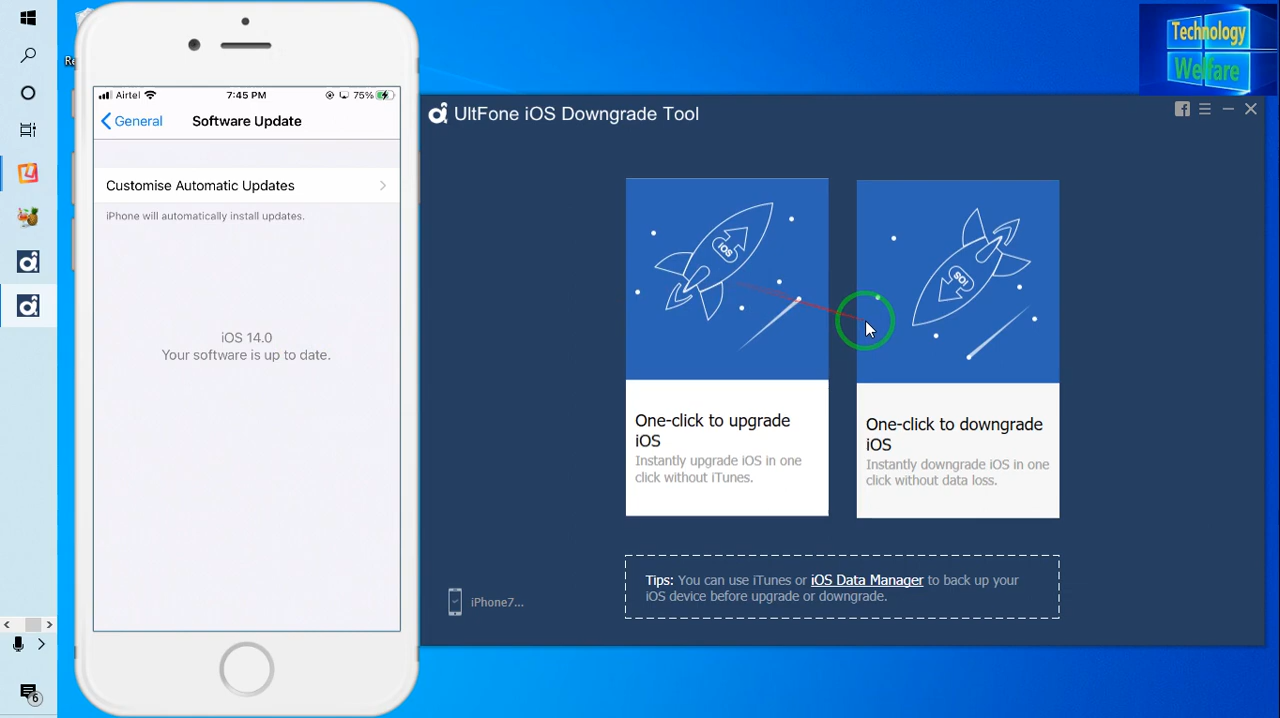 Re
Airtel
7:45 PM
75%
General
Software Update
Customise Automatic Updates
iPhone will automatically install updates.
iOS 14.0
Your software is up to date.
6
Technology
Welfare
UltFone iOS Downgrade Tool
iOS
One-click to upgrade
iOS
Instantly upgrade iOS in one
click without iTunes.
iOS
One-click to downgrade
iOS
Instantly downgrade iOS in one
click without data loss.
Tips: You can use iTunes or iOS Data Manager to back up your
iOS device before upgrade or downgrade.
iPhone7...